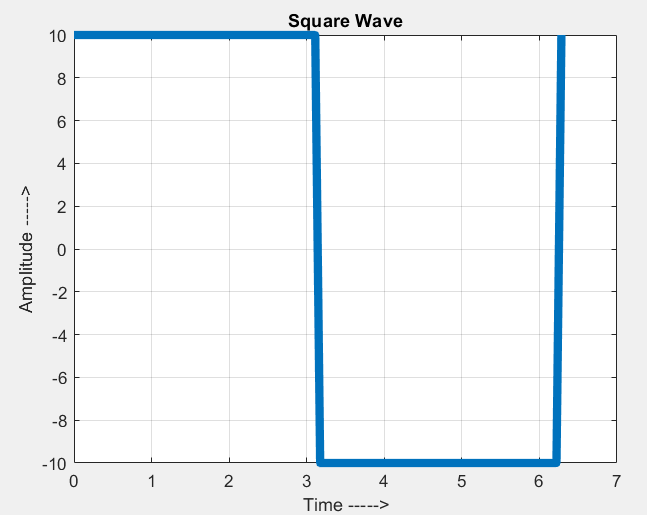 Square Wave
10
8
6
4
2
0
-2
-4
-6
-8
-10
Amplitude ----->
0 1 2 3 4 5 6 7
Time ----->